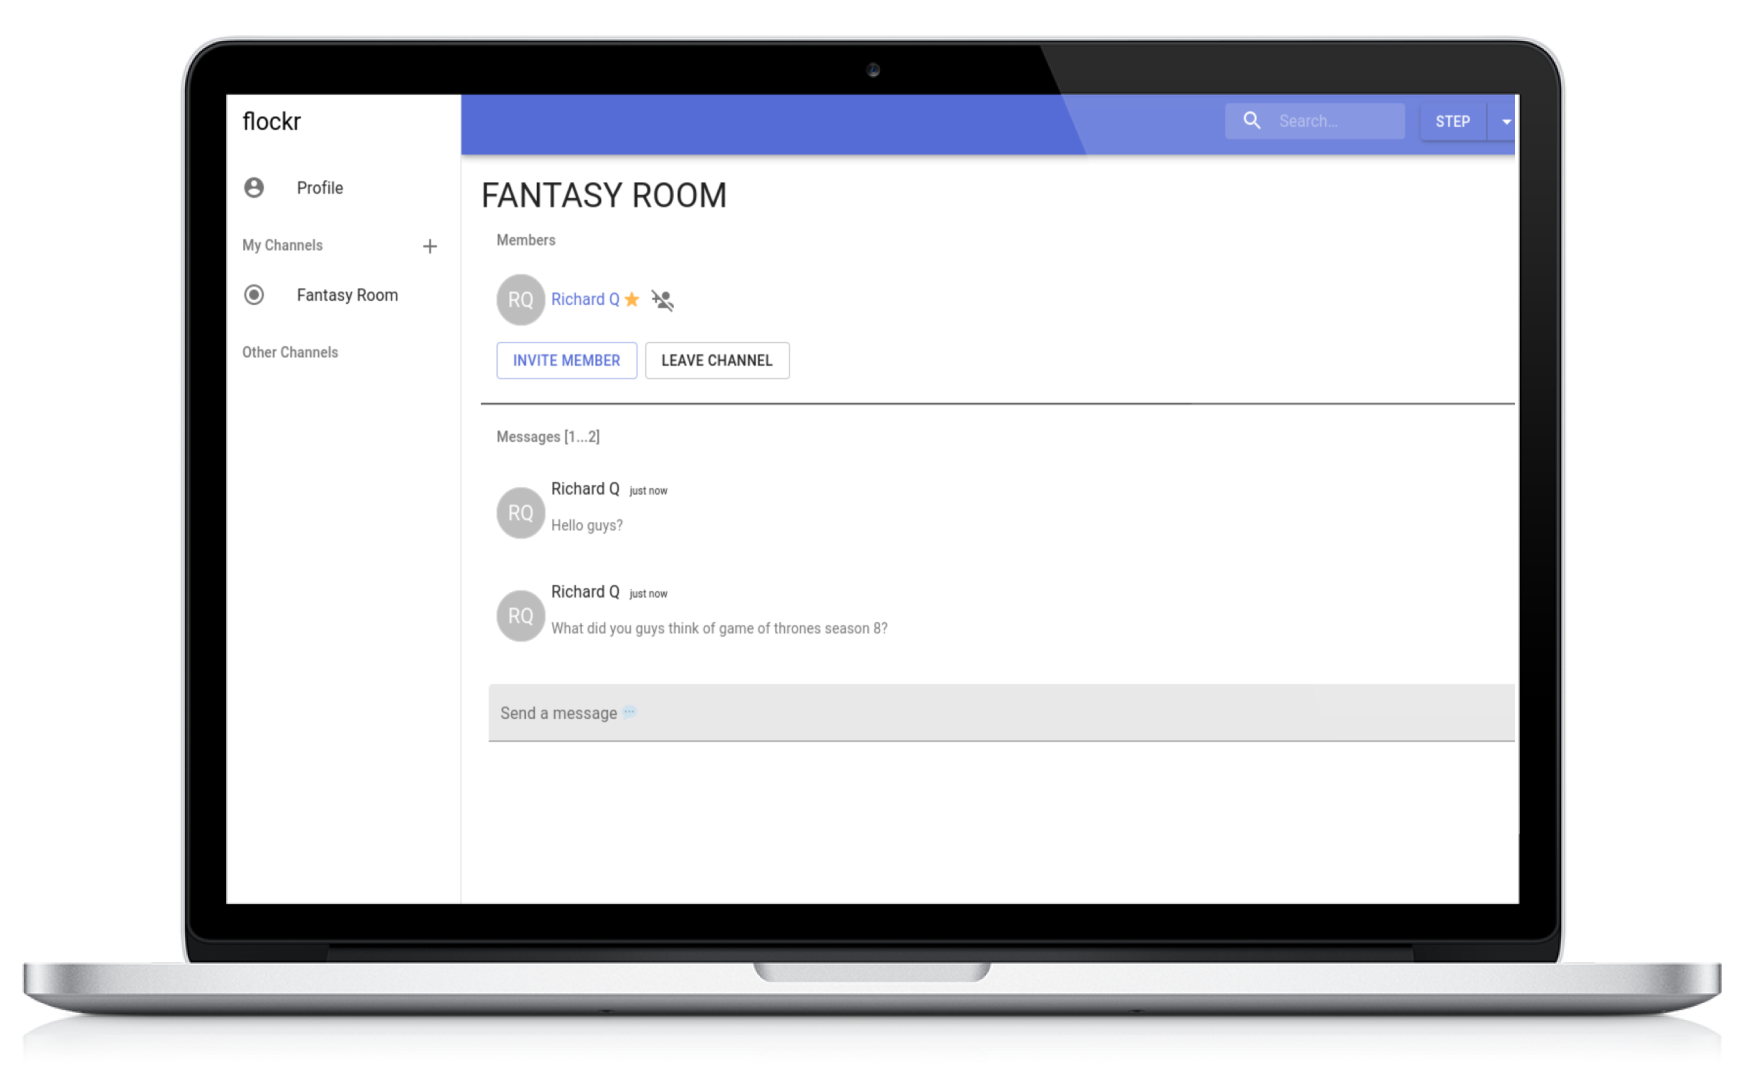 flockr
Search...
STEP
Profile
My Channels
Fantasy Room
Other Channels
FANTASY ROOM
Members
RQ Richard Q
INVITE MEMBER LEAVE CHANNEL
Messages [1...2]
RQ Richard Q just now
Hello guys?
RQ Richard Q just now
What did you guys think of game of thrones season 8?
Send a message